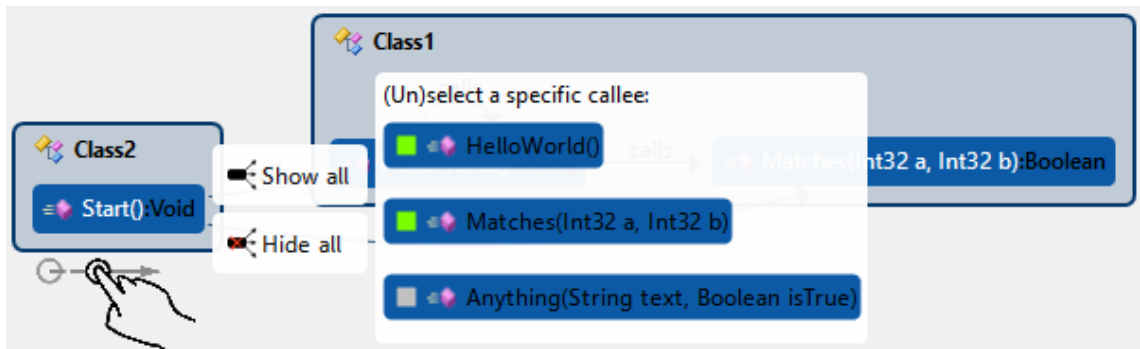 Class1
(Un)select a specific callee:
HelloWorld()
calls
Matches(Int32 a, Int32 b):Boolean
Class2
Show all
Start():Void
Matches(Int32 a, Int32 b)
Hide all
Anything(String text, Boolean isTrue)